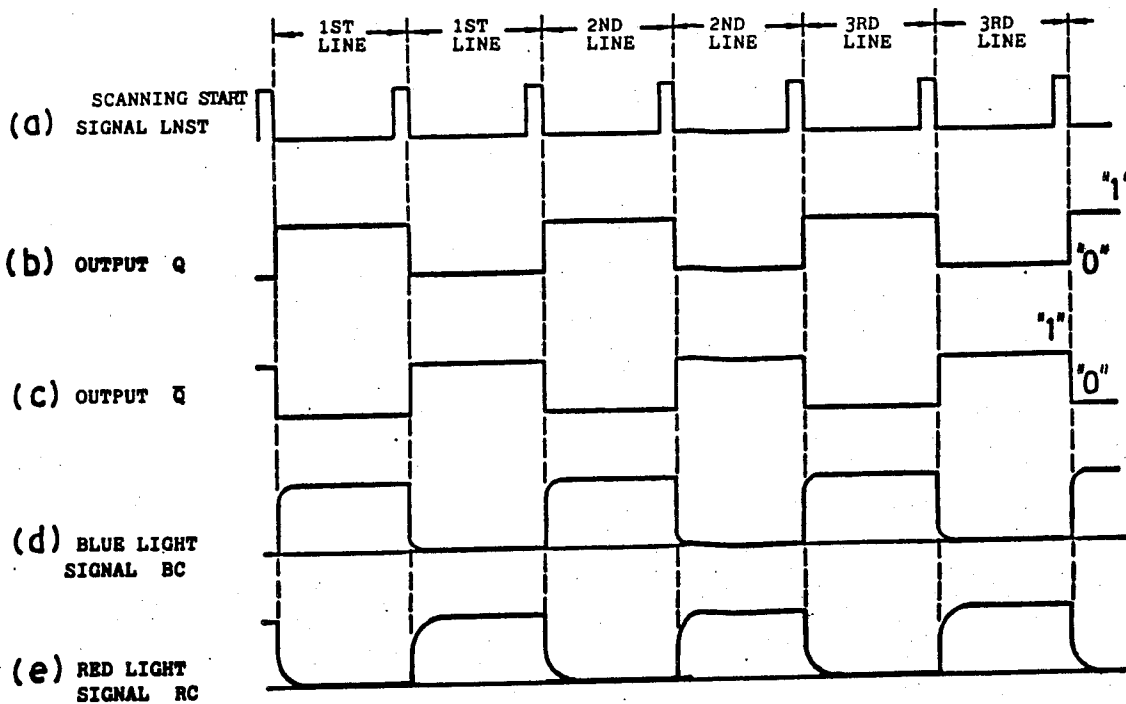 1ST LINE
1ST LINE
2ND LINE
2ND LINE
3RD LINE
3RD LINE
(a) SCANNING START
SIGNAL LNST
"1"
(b) OUTPUT Q
"0"
"1"
(c) OUTPUT Q̄
"0"
(d) BLUE LIGHT
SIGNAL BC
(e) RED LIGHT
SIGNAL RC